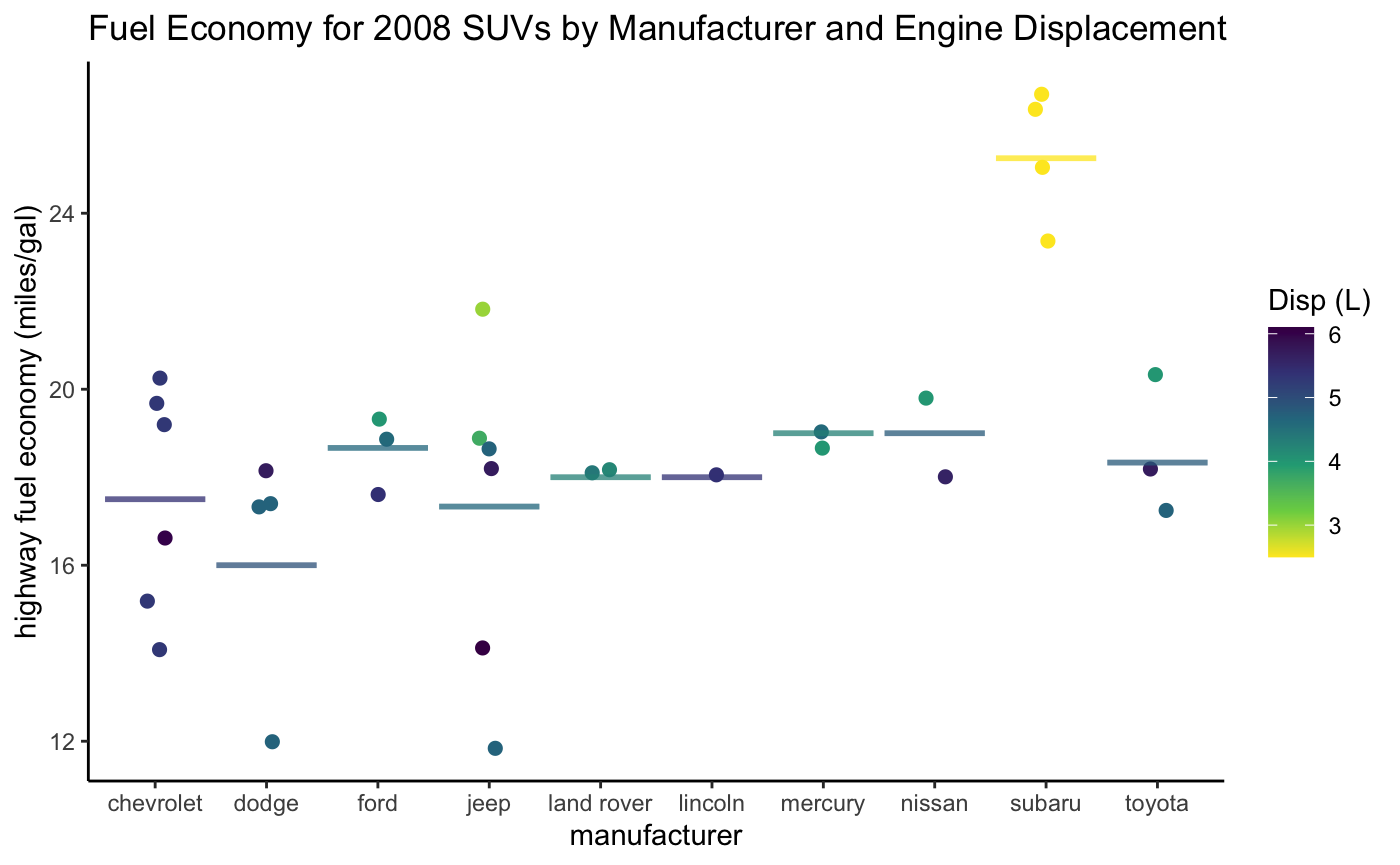 Fuel Economy for 2008 SUVs by Manufacturer and Engine Displacement
highway fuel economy (miles/gal)
24
20
16
12
chevrolet dodge ford jeep land rover lincoln mercury nissan subaru toyota
manufacturer
Disp (L)
6
5
4
3